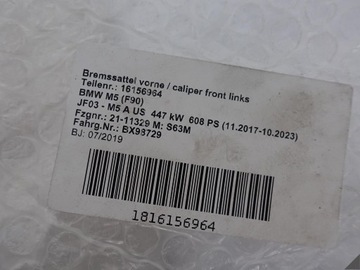 Bremssattel vorne / caliper front links
Teilenr.: 16156964
BMW M5 (F90)
JF03 - M5 A US 447 kW 608 PS (11.2017-10.2023)
Fzgnr.: 21-11329 M: S63M
Fahrg.Nr.: BX98729
BJ: 07/2019
1816156964